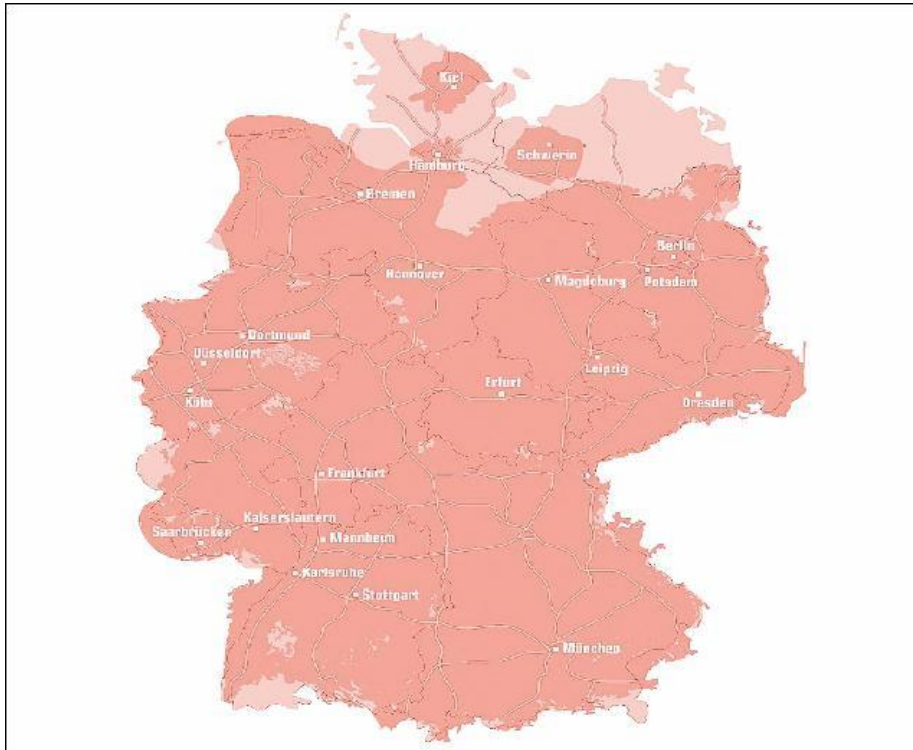 Kiel
Schwerin
Hamburg
Bremen
Berlin
Hannover
Magdeburg
Potsdam
Dortmund
Düsseldorf
Leipzig
Erfurt
Köln
Dresden
Frankfurt
Kaiserslautern
Saarbrücken
Mannheim
Karlsruhe
Stuttgart
München